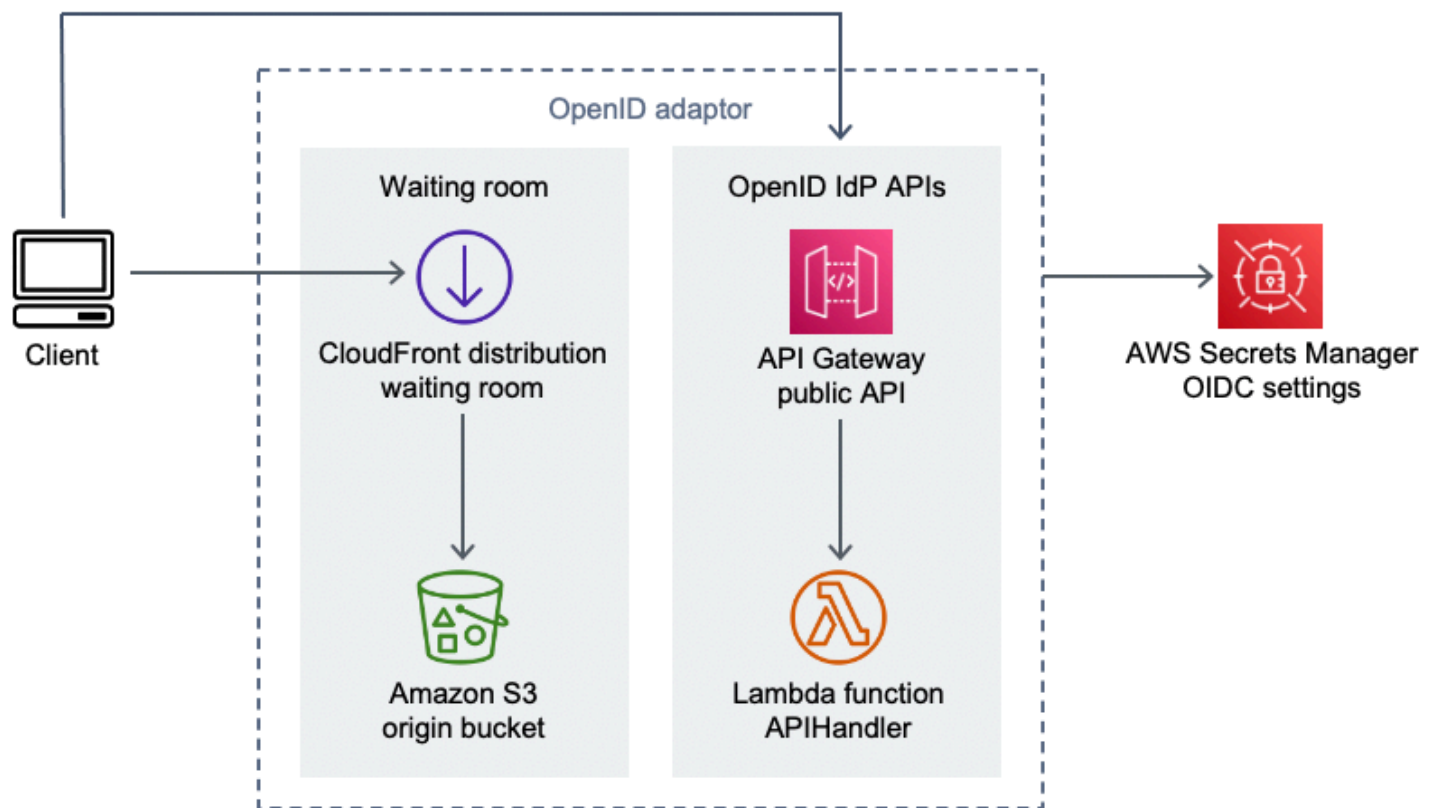 OpenID adaptor
Waiting room
OpenID IdP APIs
</>
Client
CloudFront distribution
waiting room
API Gateway
public API
AWS Secrets Manager
OIDC settings
Amazon S3
origin bucket
Lambda function
APIHandler